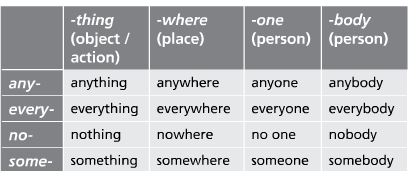 -thing -where -one -body
(object / (place) (person) (person)
action)
any- anything anywhere anyone anybody
every- everything everywhere everyone everybody
no- nothing nowhere no one nobody
some- something somewhere someone somebody